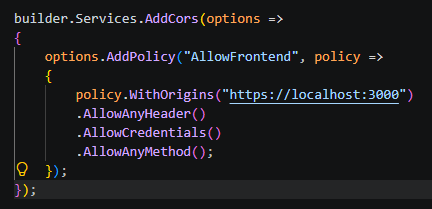 builder.Services.AddCors(options =>
{
    options.AddPolicy("AllowFrontend", policy =>
    {
        policy.WithOrigins("https://localhost:3000")
        .AllowAnyHeader()
        .AllowCredentials()
        .AllowAnyMethod();
    });
});